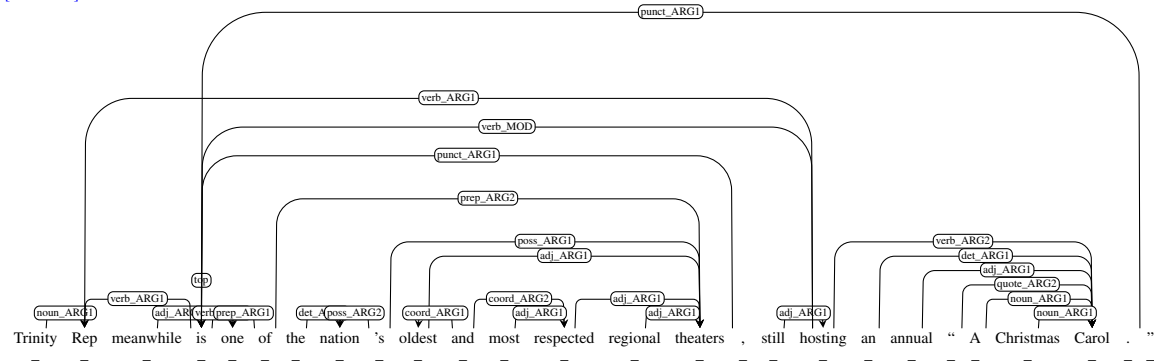 punct_ARG1
verb_ARG1
verb_MOD
punct_ARG1
prep_ARG2
poss_ARG1 verb_ARG2
adj_ARG1 det_ARG1
adj_ARG1
top quote_ARG2
verb_ARG1 coord_ARG2 adj_ARG1 noun_ARG1
noun_ARG1 prep_ARG1 poss_ARG2 coord_ARG1 adj_ARG1 adj_ARG1 adj_ARG1 noun_ARG1
Trinity Rep meanwhile is one of the nation 's oldest and most respected regional theaters , still hosting an annual “ A Christmas Carol . ”